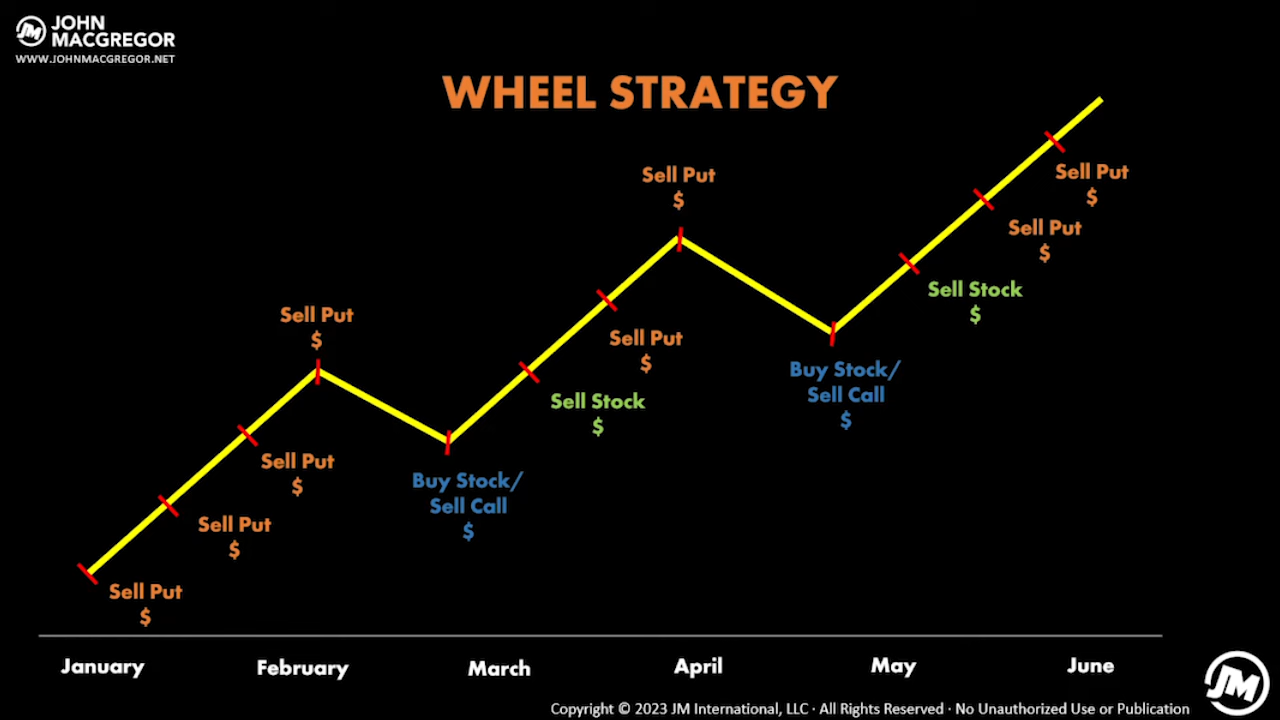 JM
JOHN
MACGREGOR
WWW.JOHNMACGREGOR.NET
WHEEL STRATEGY
Sell Put
$
Sell Put
$
Sell Put
$
Sell Put
$
Buy Stock/
Sell Call
$
Sell Stock
$
Sell Put
$
Sell Put
$
Buy Stock/
Sell Call
$
Sell Stock
$
Sell Put
$
Sell Put
$
January February March April May June
JM
Copyright © 2023 JM International, LLC · All Rights Reserved · No Unauthorized Use or Publication